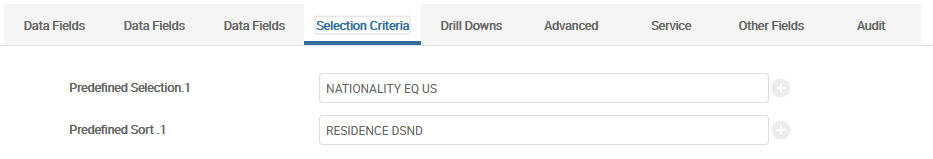 Data Fields Data Fields Data Fields Selection Criteria Drill Downs Advanced Service Other Fields Audit
Predefined Selection.1 NATIONALITY EQ US
Predefined Sort .1 RESIDENCE DSND